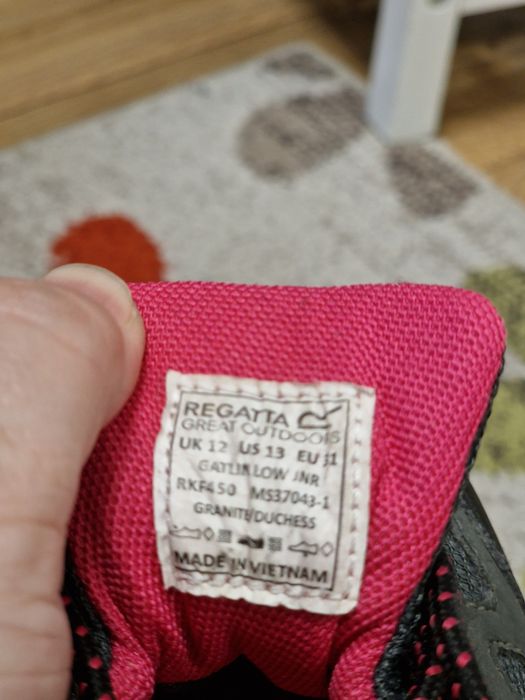 REGATTA
GREAT OUTDOORS
UK 12 US 13 EU 31
GATLIN LOW JNR
RKF450 MS37043-1
GRANITE/DUCHESS
MADE IN VIETNAM